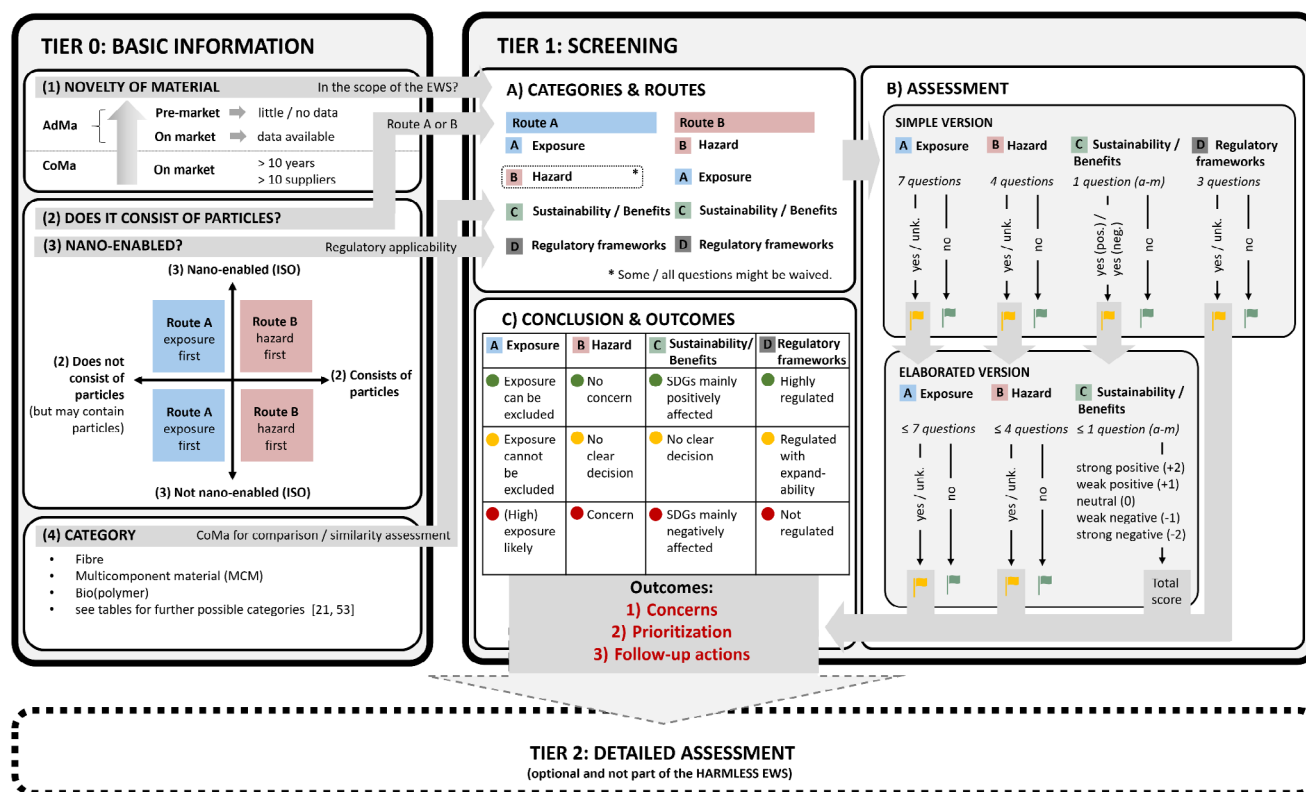 TIER 0: BASIC INFORMATION
(1) NOVELTY OF MATERIAL
In the scope of the EWS?
AdMa
Pre-market
little / no data
On market
data available
CoMa
On market
> 10 years
> 10 suppliers
Route A or B
(2) DOES IT CONSIST OF PARTICLES?
(3) NANO-ENABLED?
Regulatory applicability
(3) Nano-enabled (ISO)
Route A
exposure
first
Route B
hazard
first
(2) Does not
consist of
particles
(but may contain
particles)
(2) Consists of
particles
Route A
exposure
first
Route B
hazard
first
(3) Not nano-enabled (ISO)
(4) CATEGORY
CoMa for comparison / similarity assessment
• Fibre
• Multicomponent material (MCM)
• Bio(polymer)
• see tables for further possible categories [21, 53]
TIER 1: SCREENING
A) CATEGORIES & ROUTES
Route A
Route B
A Exposure
B Hazard
B Hazard *
A Exposure
C Sustainability / Benefits
C Sustainability / Benefits
D Regulatory frameworks
D Regulatory frameworks
* Some / all questions might be waived.
B) ASSESSMENT
SIMPLE VERSION
A Exposure
B Hazard
C Sustainability /
Benefits
D Regulatory
frameworks
7 questions
4 questions
1 question (a-m)
3 questions
yes / unk.
no
yes / unk.
no
yes (pos.) /
yes (neg.)
no
yes / unk.
no
ELABORATED VERSION
A Exposure
B Hazard
C Sustainability /
Benefits
≤ 7 questions
≤ 4 questions
≤ 1 question (a-m)
yes / unk.
no
yes / unk.
no
strong positive (+2)
weak positive (+1)
neutral (0)
weak negative (-1)
strong negative (-2)
Total
score
C) CONCLUSION & OUTCOMES
A Exposure
B Hazard
C Sustainability/
Benefits
D Regulatory
frameworks
Exposure
can be
excluded
No
concern
SDGs mainly
positively
affected
Highly
regulated
Exposure
cannot be
excluded
No
clear
decision
No clear
decision
Regulated
with
expand-
ability
(High)
exposure
likely
Concern
SDGs mainly
negatively
affected
Not
regulated
Outcomes:
1) Concerns
2) Prioritization
3) Follow-up actions
TIER 2: DETAILED ASSESSMENT
(optional and not part of the HARMLESS EWS)